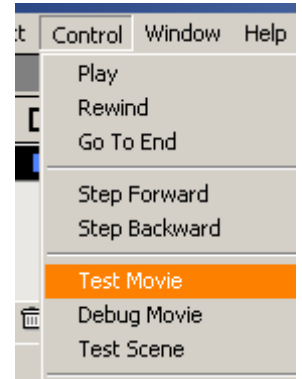 Control Window Help
Play
Rewind
Go To End
Step Forward
Step Backward
Test Movie
Debug Movie
Test Scene